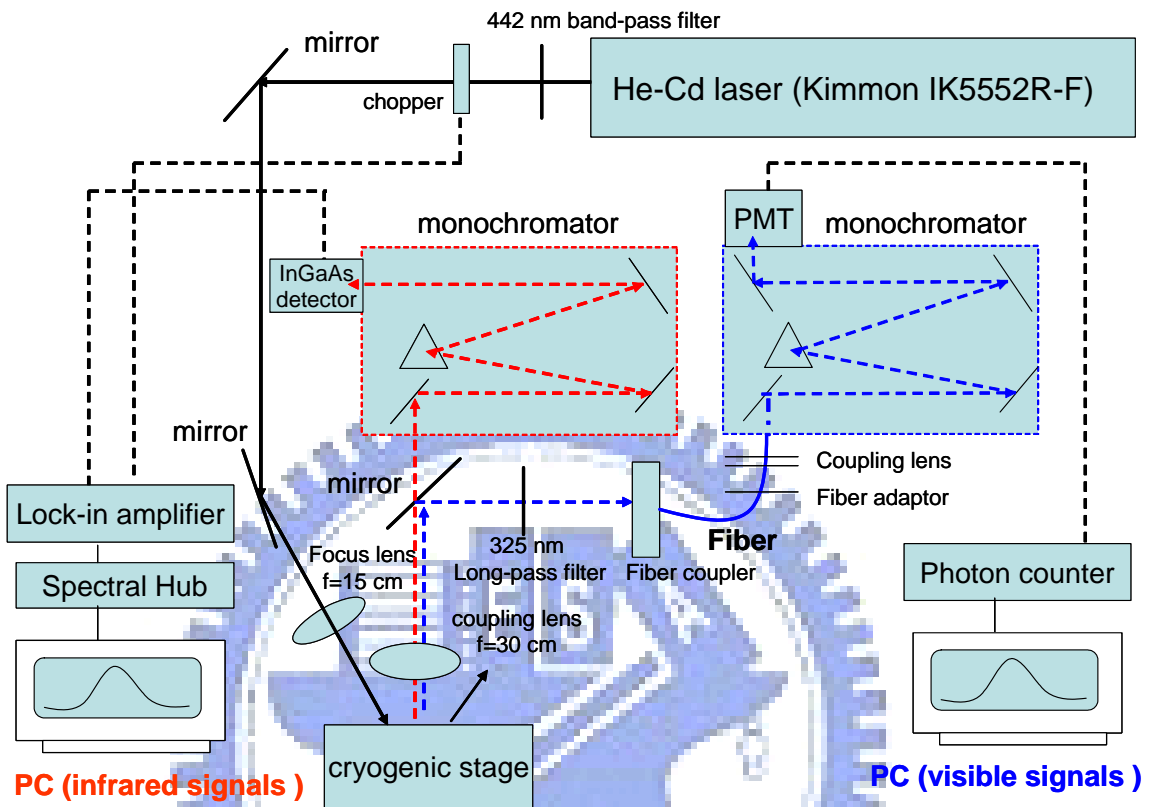 442 nm band-pass filter
mirror
He-Cd laser (Kimmon IK5552R-F)
chopper
monochromator
PMT
monochromator
InGaAs
detector
mirror
mirror
Coupling lens
Fiber adaptor
Lock-in amplifier
Focus lens
f=15 cm
325 nm
Long-pass filter
Fiber
Fiber coupler
Photon counter
Spectral Hub
coupling lens
f=30 cm
cryogenic stage
PC (infrared signals )
PC (visible signals )